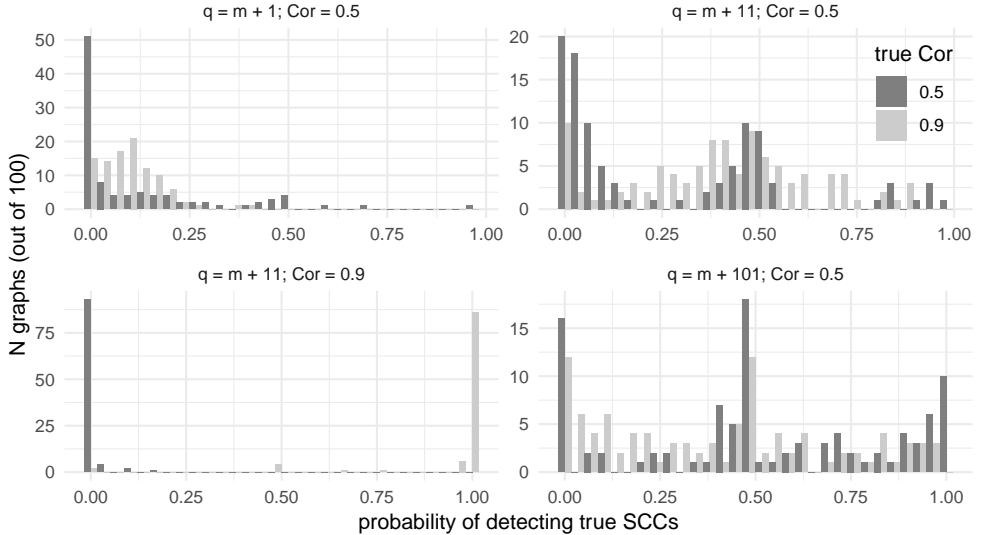 q = m + 1; Cor = 0.5
q = m + 11; Cor = 0.5
50
40
30
20
10
0
0.00 0.25 0.50 0.75 1.00
20
15
10
5
0
0.00 0.25 0.50 0.75 1.00
true Cor
0.5
0.9
N graphs (out of 100)
q = m + 11; Cor = 0.9
q = m + 101; Cor = 0.5
75
50
25
0
0.00 0.25 0.50 0.75 1.00
15
10
5
0
0.00 0.25 0.50 0.75 1.00
probability of detecting true SCCs